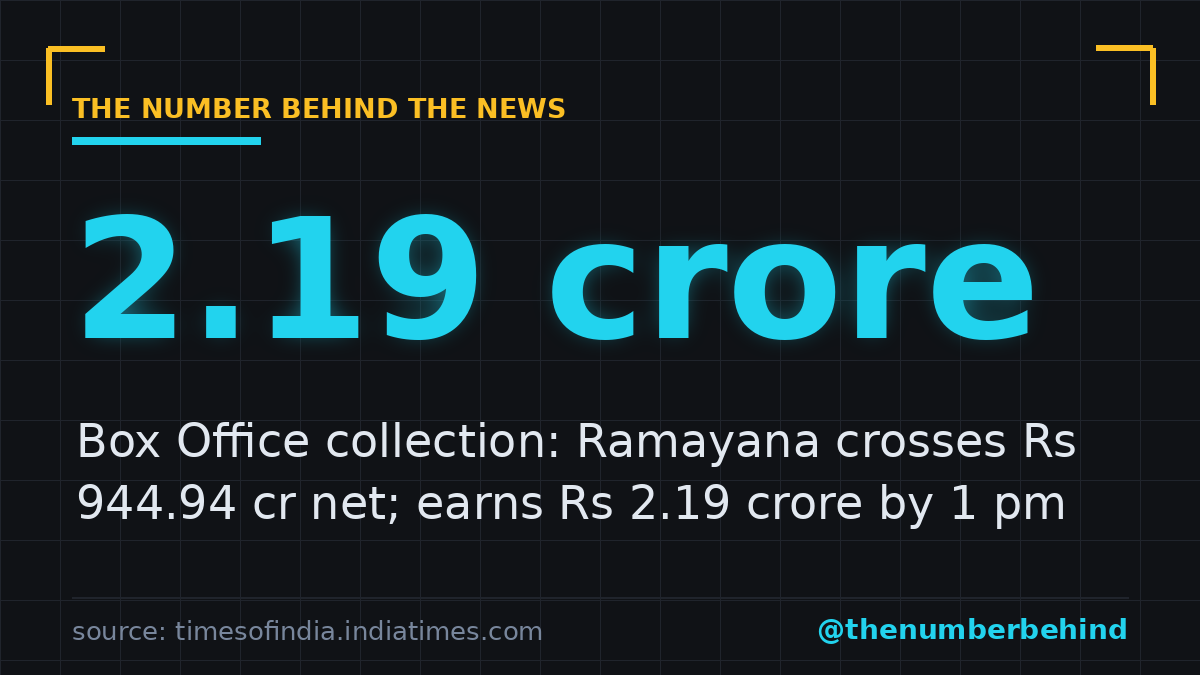 THE NUMBER BEHIND THE NEWS
2.19 crore
Box Office collection: Ramayana crosses Rs
944.94 cr net; earns Rs 2.19 crore by 1 pm
source: timesofindia.indiatimes.com
@thenumberbehind